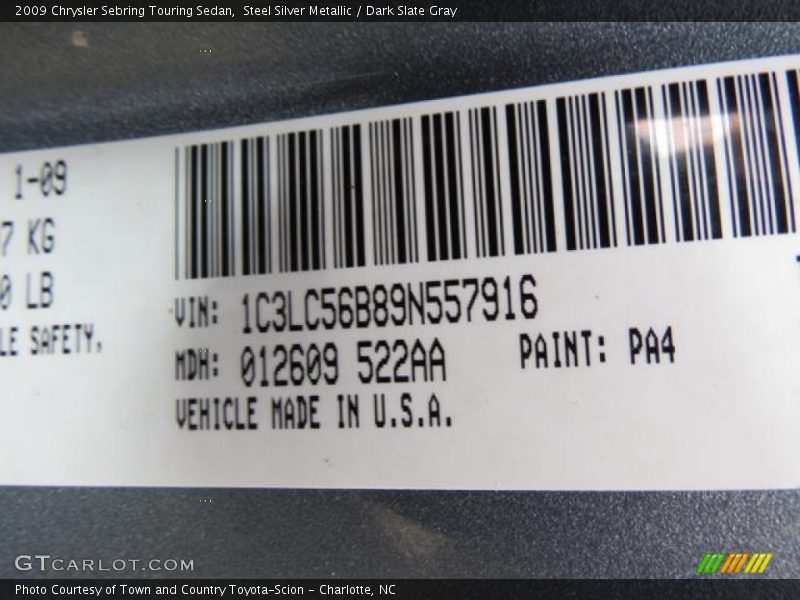 2009 Chrysler Sebring Touring Sedan,  Steel Silver Metallic / Dark Slate Gray
1-09
7 KG
0 LB
LE SAFETY,
VIN: 1C3LC56B89N557916
MDH: 012609 522AA
PAINT: PA4
VEHICLE MADE IN U.S.A.
GTCARLOT.COM
Photo Courtesy of Town and Country Toyota-Scion - Charlotte, NC